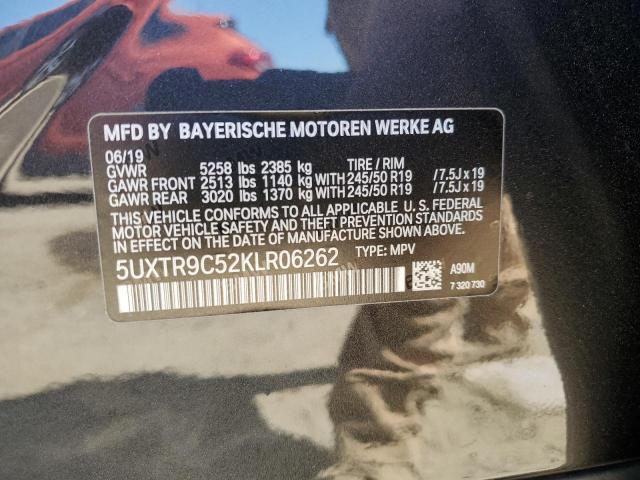 MFD BY BAYERISCHE MOTOREN WERKE AG
06/19
GVWR 5258 lbs 2385 kg TIRE / RIM
GAWR FRONT 2513 lbs 1140 kg WITH 245/50 R19 / 7.5J x 19
GAWR REAR 3020 lbs 1370 kg WITH 245/50 R19 / 7.5J x 19
THIS VEHICLE CONFORMS TO ALL APPLICABLE U.S. FEDERAL
MOTOR VEHICLE SAFETY AND THEFT PREVENTION STANDARDS
IN EFFECT ON THE DATE OF MANUFACTURE SHOWN ABOVE.
5UXTR9C52KLR06262 TYPE: MPV
A90M
7 320 730